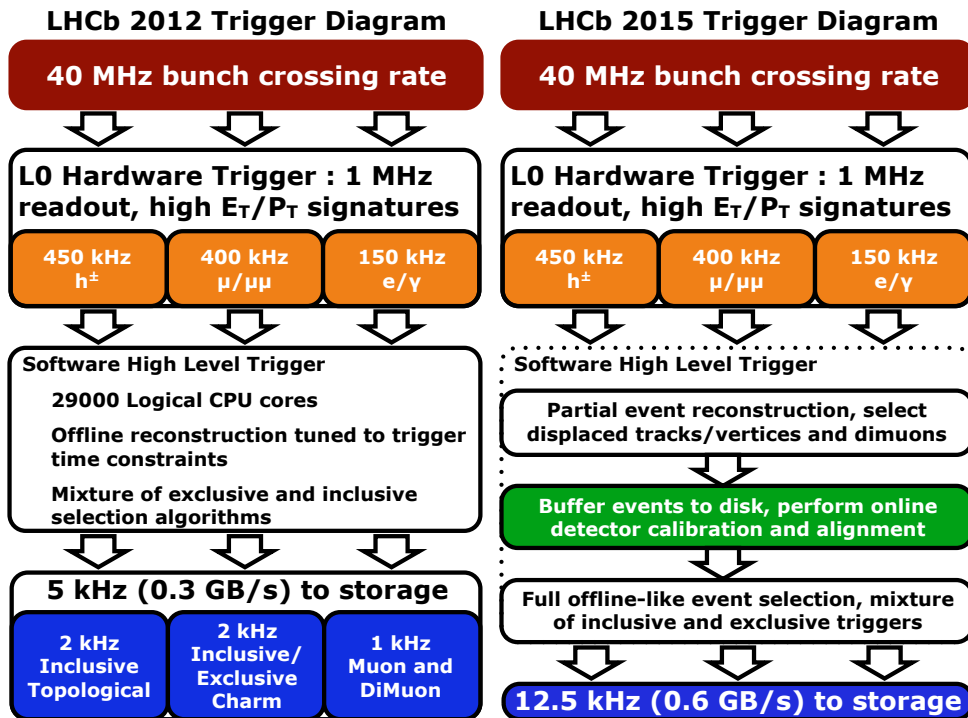 LHCb 2012 Trigger Diagram
40 MHz bunch crossing rate
L0 Hardware Trigger : 1 MHz
readout, high E_T/P_T signatures
450 kHz
h±
400 kHz
µ/µµ
150 kHz
e/γ
Software High Level Trigger
29000 Logical CPU cores
Offline reconstruction tuned to trigger
time constraints
Mixture of exclusive and inclusive
selection algorithms
5 kHz (0.3 GB/s) to storage
2 kHz
Inclusive
Topological
2 kHz
Inclusive/
Exclusive
Charm
1 kHz
Muon and
DiMuon
LHCb 2015 Trigger Diagram
40 MHz bunch crossing rate
L0 Hardware Trigger : 1 MHz
readout, high E_T/P_T signatures
450 kHz
h±
400 kHz
µ/µµ
150 kHz
e/γ
Software High Level Trigger
Partial event reconstruction, select
displaced tracks/vertices and dimuons
Buffer events to disk, perform online
detector calibration and alignment
Full offline-like event selection, mixture
of inclusive and exclusive triggers
12.5 kHz (0.6 GB/s) to storage